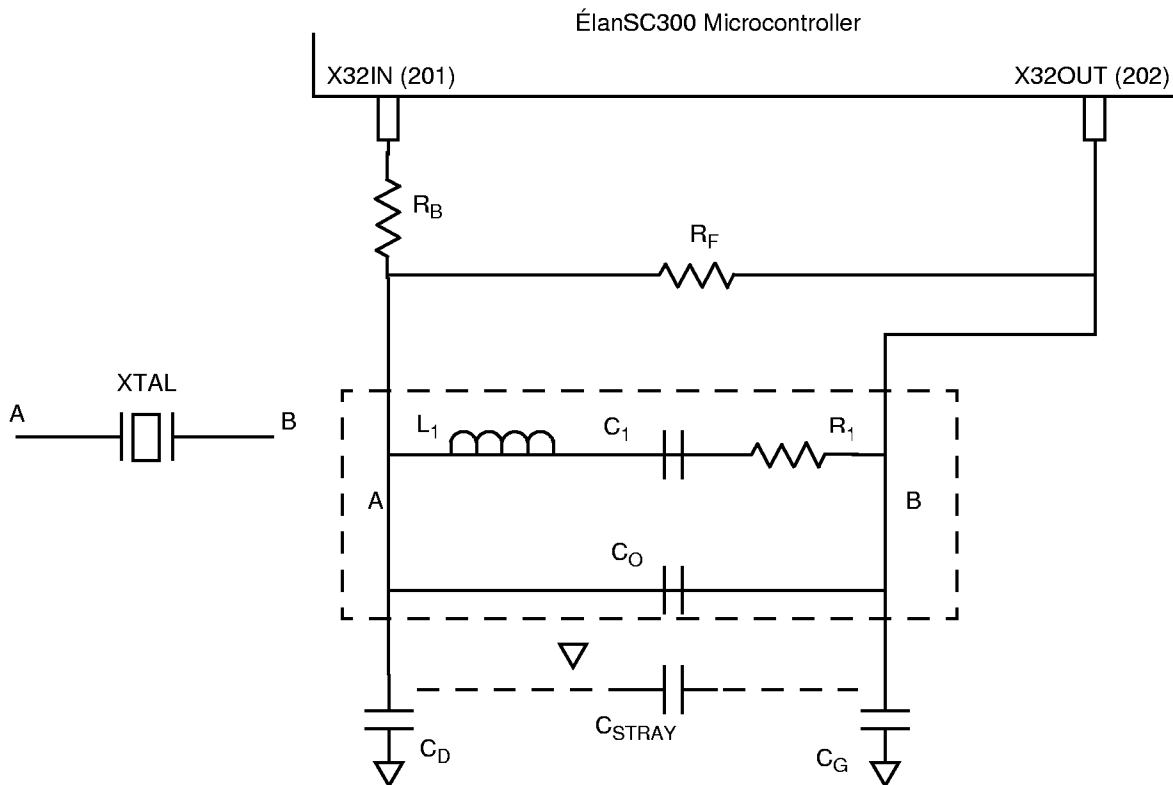 ÉlanSC300 Microcontroller
X32IN (201)
X32OUT (202)
R_B
R_F
XTAL
A
B
L_1
C_1
R_1
A
B
C_O
C_STRAY
C_D
C_G